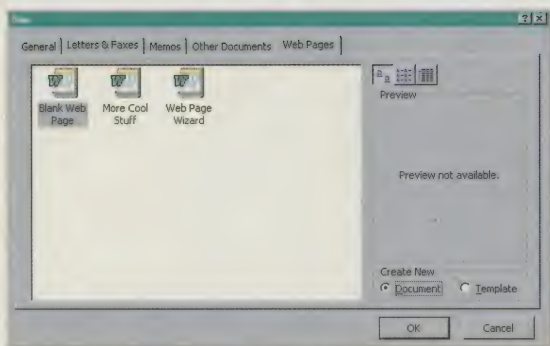 New
General Letters & Faxes Memos Other Documents Web Pages
Blank Web Page
More Cool Stuff
Web Page Wizard
Preview
Preview not available.
Create New
Document Template
OK Cancel